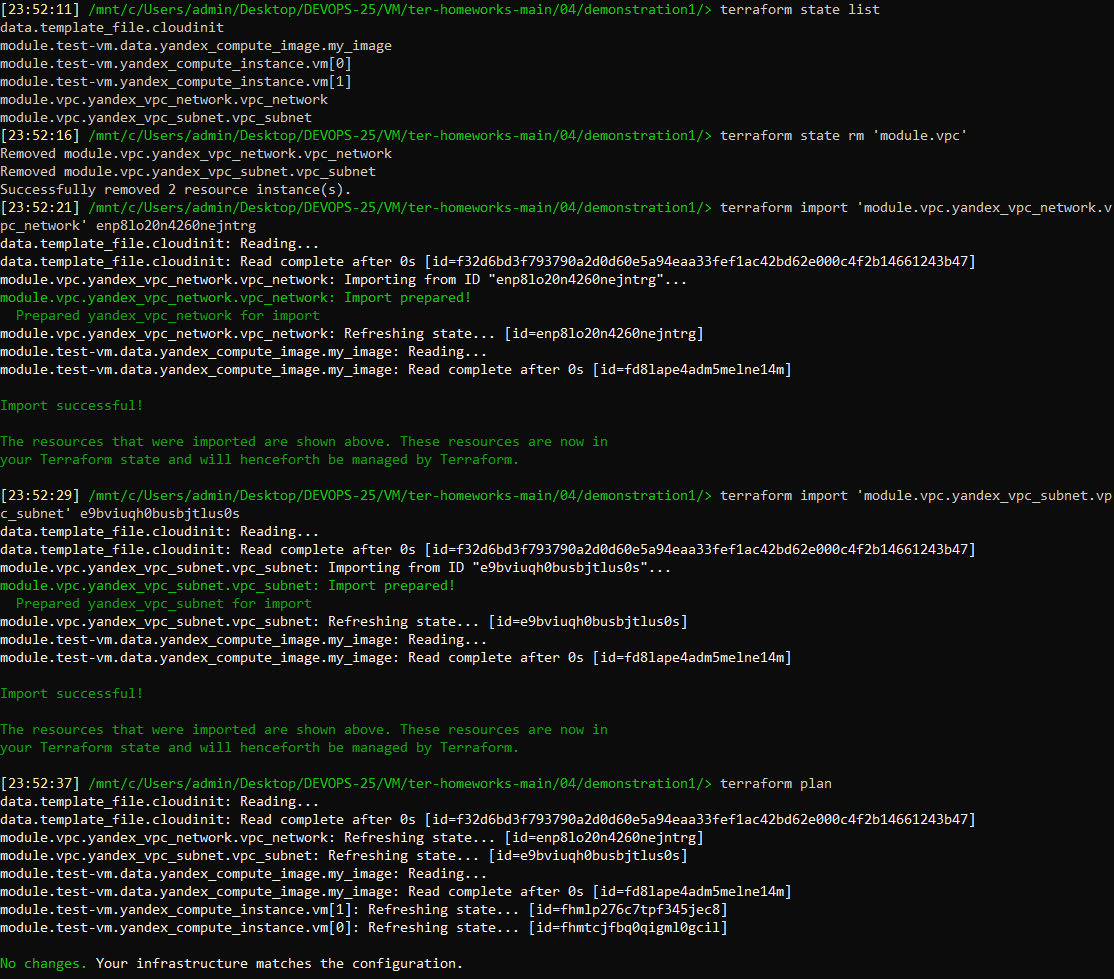 [23:52:11] /mnt/c/Users/admin/Desktop/DEVOPS-25/VM/ter-homeworks-main/04/demonstration1/> terraform state list
data.template_file.cloudinit
module.test-vm.data.yandex_compute_image.my_image
module.test-vm.yandex_compute_instance.vm[0]
module.test-vm.yandex_compute_instance.vm[1]
module.vpc.yandex_vpc_network.vpc_network
module.vpc.yandex_vpc_subnet.vpc_subnet
[23:52:16] /mnt/c/Users/admin/Desktop/DEVOPS-25/VM/ter-homeworks-main/04/demonstration1/> terraform state rm 'module.vpc'
Removed module.vpc.yandex_vpc_network.vpc_network
Removed module.vpc.yandex_vpc_subnet.vpc_subnet
Successfully removed 2 resource instance(s).
[23:52:21] /mnt/c/Users/admin/Desktop/DEVOPS-25/VM/ter-homeworks-main/04/demonstration1/> terraform import 'module.vpc.yandex_vpc_network.v
pc_network' enp8lo20n4260nejntrg
data.template_file.cloudinit: Reading...
data.template_file.cloudinit: Read complete after 0s [id=f32d6bd3f793790a2d0d60e5a94eaa33fef1ac42bd62e000c4f2b14661243b47]
module.vpc.yandex_vpc_network.vpc_network: Importing from ID "enp8lo20n4260nejntrg"...
module.vpc.yandex_vpc_network.vpc_network: Import prepared!
  Prepared yandex_vpc_network for import
module.vpc.yandex_vpc_network.vpc_network: Refreshing state... [id=enp8lo20n4260nejntrg]
module.test-vm.data.yandex_compute_image.my_image: Reading...
module.test-vm.data.yandex_compute_image.my_image: Read complete after 0s [id=fd8lape4adm5melne14m]

Import successful!

The resources that were imported are shown above. These resources are now in
your Terraform state and will henceforth be managed by Terraform.

[23:52:29] /mnt/c/Users/admin/Desktop/DEVOPS-25/VM/ter-homeworks-main/04/demonstration1/> terraform import 'module.vpc.yandex_vpc_subnet.vp
c_subnet' e9bviuqh0busbjtlus0s
data.template_file.cloudinit: Reading...
data.template_file.cloudinit: Read complete after 0s [id=f32d6bd3f793790a2d0d60e5a94eaa33fef1ac42bd62e000c4f2b14661243b47]
module.vpc.yandex_vpc_subnet.vpc_subnet: Importing from ID "e9bviuqh0busbjtlus0s"...
module.vpc.yandex_vpc_subnet.vpc_subnet: Import prepared!
  Prepared yandex_vpc_subnet for import
module.vpc.yandex_vpc_subnet.vpc_subnet: Refreshing state... [id=e9bviuqh0busbjtlus0s]
module.test-vm.data.yandex_compute_image.my_image: Reading...
module.test-vm.data.yandex_compute_image.my_image: Read complete after 0s [id=fd8lape4adm5melne14m]

Import successful!

The resources that were imported are shown above. These resources are now in
your Terraform state and will henceforth be managed by Terraform.

[23:52:37] /mnt/c/Users/admin/Desktop/DEVOPS-25/VM/ter-homeworks-main/04/demonstration1/> terraform plan
data.template_file.cloudinit: Reading...
data.template_file.cloudinit: Read complete after 0s [id=f32d6bd3f793790a2d0d60e5a94eaa33fef1ac42bd62e000c4f2b14661243b47]
module.vpc.yandex_vpc_network.vpc_network: Refreshing state... [id=enp8lo20n4260nejntrg]
module.vpc.yandex_vpc_subnet.vpc_subnet: Refreshing state... [id=e9bviuqh0busbjtlus0s]
module.test-vm.data.yandex_compute_image.my_image: Reading...
module.test-vm.data.yandex_compute_image.my_image: Read complete after 0s [id=fd8lape4adm5melne14m]
module.test-vm.yandex_compute_instance.vm[1]: Refreshing state... [id=fhmlp276c7tpf345jec8]
module.test-vm.yandex_compute_instance.vm[0]: Refreshing state... [id=fhmtcjfbq0qigml0gcil]

No changes. Your infrastructure matches the configuration.